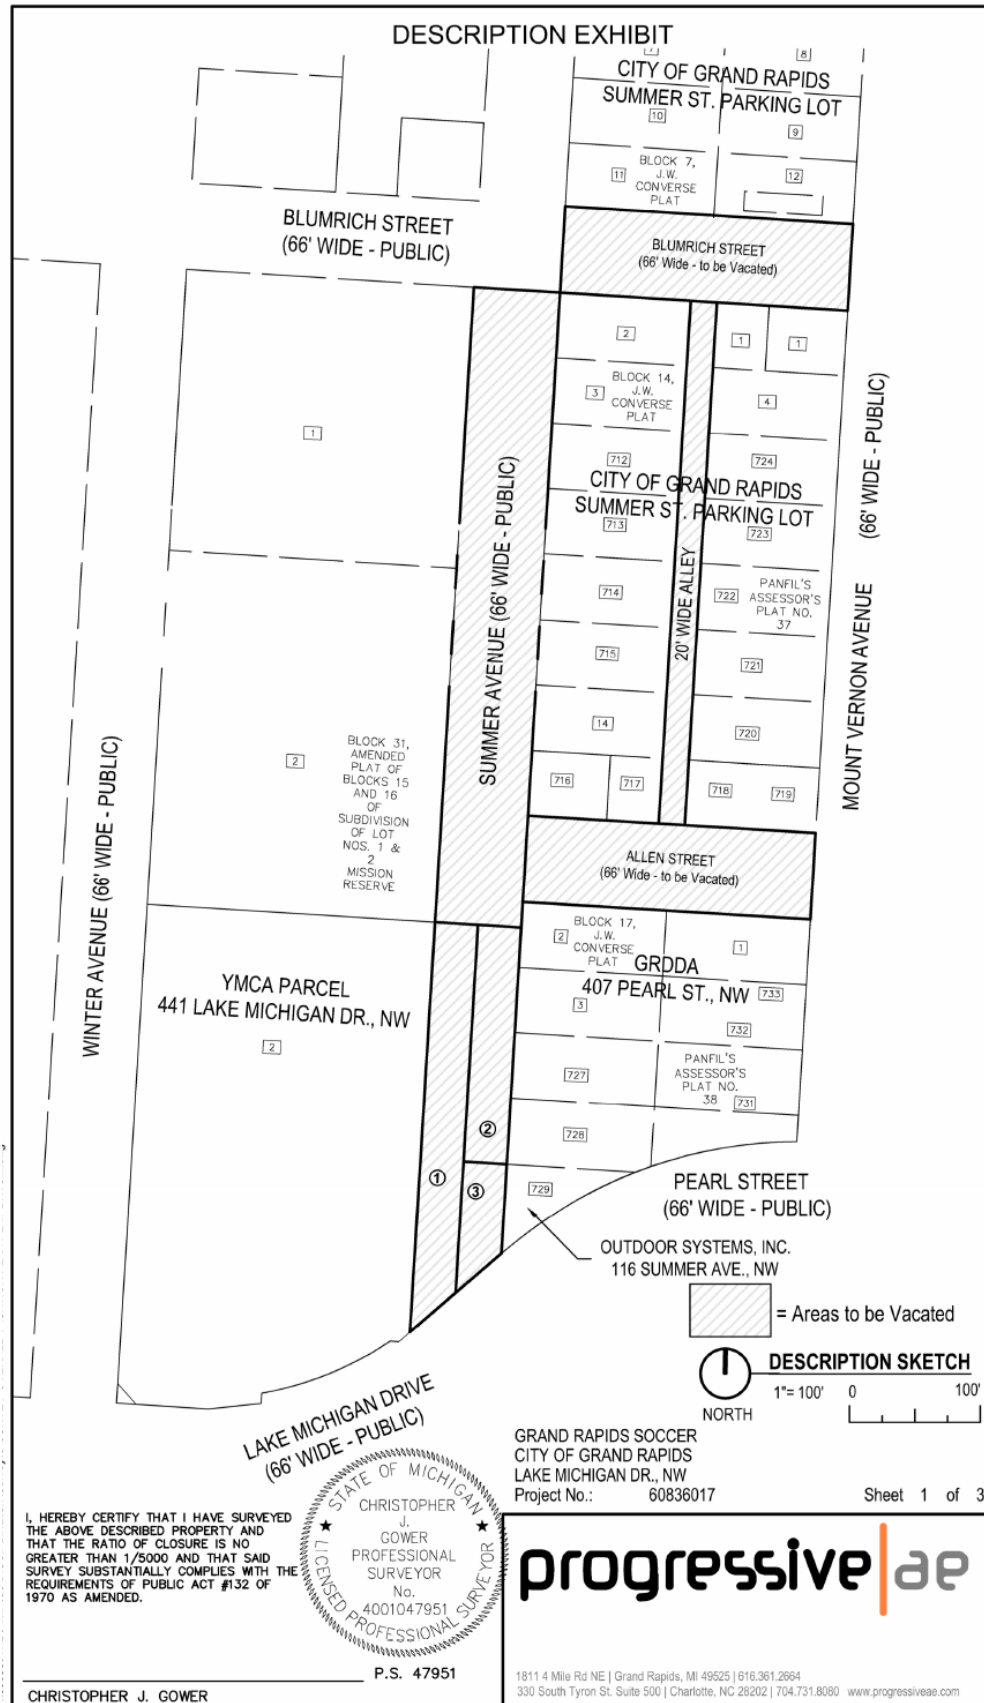 DESCRIPTION EXHIBIT
7
8
CITY OF GRAND RAPIDS
SUMMER ST. PARKING LOT
10
9
11
BLOCK 7,
J.W.
CONVERSE
PLAT
12
BLUMRICH STREET
(66' WIDE - PUBLIC)
BLUMRICH STREET
(66' Wide - to be Vacated)
2
1
1
3
BLOCK 14,
J.W.
CONVERSE
PLAT
4
1
712
724
CITY OF GRAND RAPIDS
SUMMER ST. PARKING LOT
713
723
SUMMER AVENUE (66' WIDE - PUBLIC)
20' WIDE ALLEY
MOUNT VERNON AVENUE (66' WIDE - PUBLIC)
714
722
PANFIL'S
ASSESSOR'S
PLAT NO.
37
715
721
14
720
2
BLOCK 31,
AMENDED
PLAT OF
BLOCKS 15
AND 16
OF
SUBDIVISION
OF LOT
NOS. 1 &
2
MISSION
RESERVE
716
717
718
719
WINTER AVENUE (66' WIDE - PUBLIC)
ALLEN STREET
(66' Wide - to be Vacated)
2
BLOCK 17,
J.W.
CONVERSE
PLAT
1
GRDDA
407 PEARL ST., NW
733
YMCA PARCEL
441 LAKE MICHIGAN DR., NW
2
3
732
727
PANFIL'S
ASSESSOR'S
PLAT NO.
38
731
728
1
2
3
729
PEARL STREET
(66' WIDE - PUBLIC)
OUTDOOR SYSTEMS, INC.
116 SUMMER AVE., NW
= Areas to be Vacated
DESCRIPTION SKETCH
1"= 100'
0
100'
NORTH
LAKE MICHIGAN DRIVE
(66' WIDE - PUBLIC)
GRAND RAPIDS SOCCER
CITY OF GRAND RAPIDS
LAKE MICHIGAN DR., NW
Project No.: 60836017
Sheet 1 of 3
I, HEREBY CERTIFY THAT I HAVE SURVEYED
THE ABOVE DESCRIBED PROPERTY AND
THAT THE RATIO OF CLOSURE IS NO
GREATER THAN 1/5000 AND THAT SAID
SURVEY SUBSTANTIALLY COMPLIES WITH THE
REQUIREMENTS OF PUBLIC ACT #132 OF
1970 AS AMENDED.
STATE OF MICHIGAN
CHRISTOPHER
J.
GOWER
PROFESSIONAL
SURVEYOR
No.
4001047951
LICENSED PROFESSIONAL SURVEYOR
P.S. 47951
CHRISTOPHER J. GOWER
progressive|ae
1811 4 Mile Rd NE | Grand Rapids, MI 49525 | 616.361.2664
330 South Tyron St. Suite 500 | Charlotte, NC 28202 | 704.731.8080 www.progressiveae.com